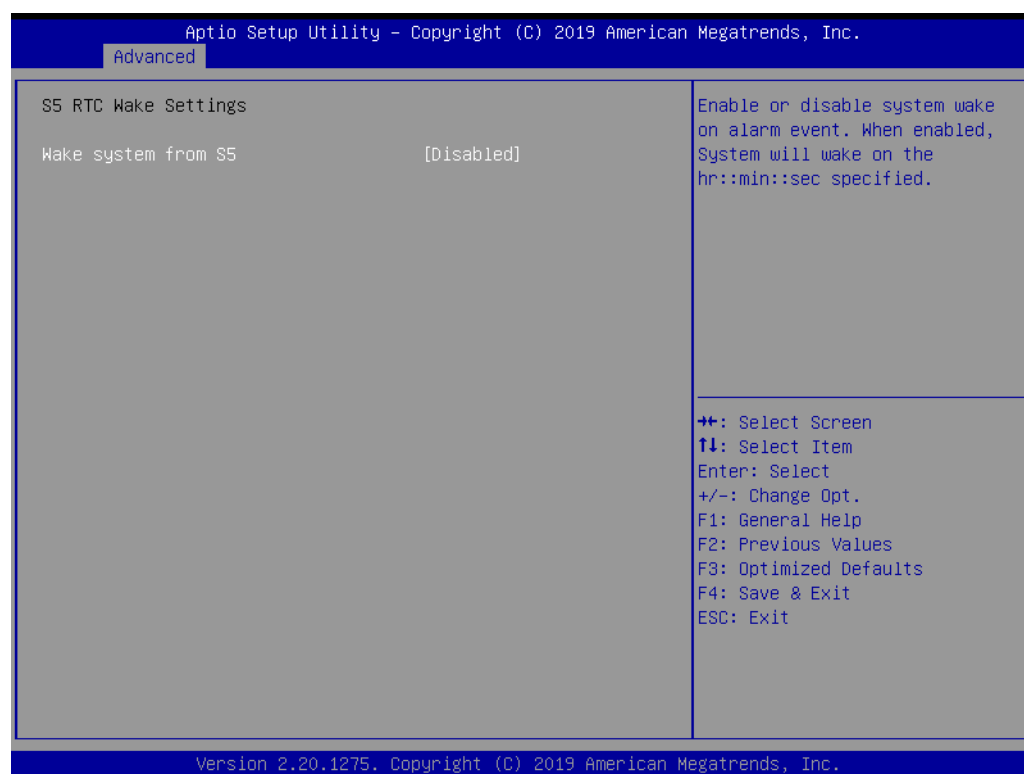 Aptio Setup Utility – Copyright (C) 2019 American Megatrends, Inc.
Advanced
S5 RTC Wake Settings
Wake system from S5 [Disabled]
Enable or disable system wake
on alarm event. When enabled,
System will wake on the
hr::min::sec specified.
→←: Select Screen
↑↓: Select Item
Enter: Select
+/-: Change Opt.
F1: General Help
F2: Previous Values
F3: Optimized Defaults
F4: Save & Exit
ESC: Exit
Version 2.20.1275. Copyright (C) 2019 American Megatrends, Inc.